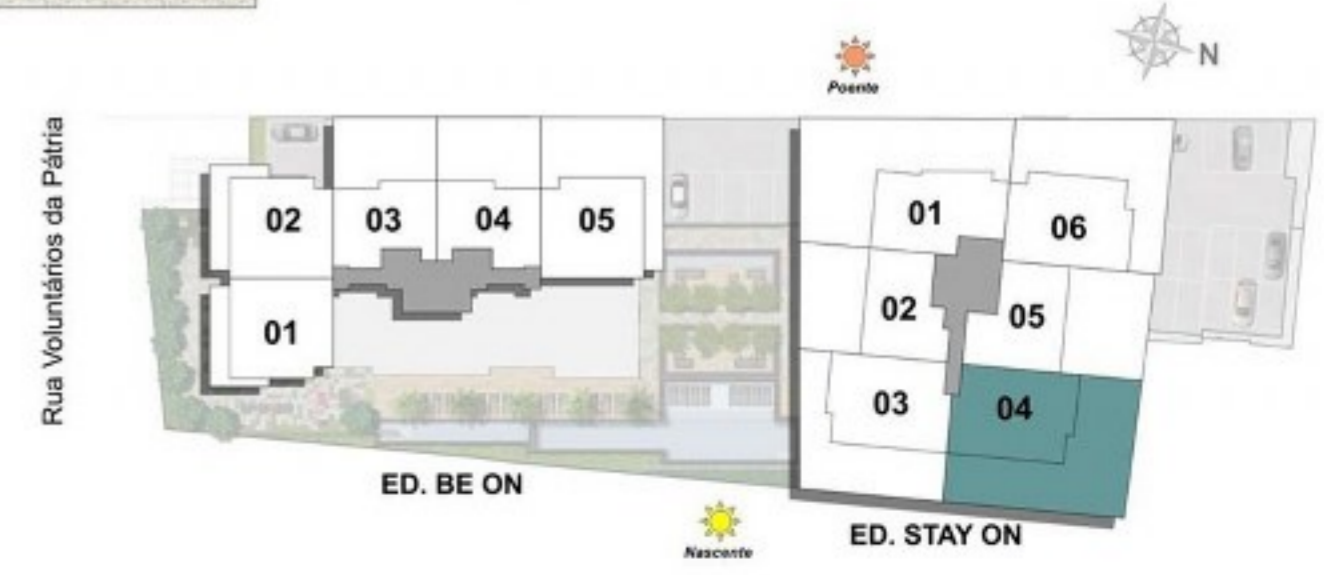 N
Poente
Rua Voluntários da Pátria
02
03
04
05
01
01
06
02
05
03
04
ED. BE ON
Nascente
ED. STAY ON